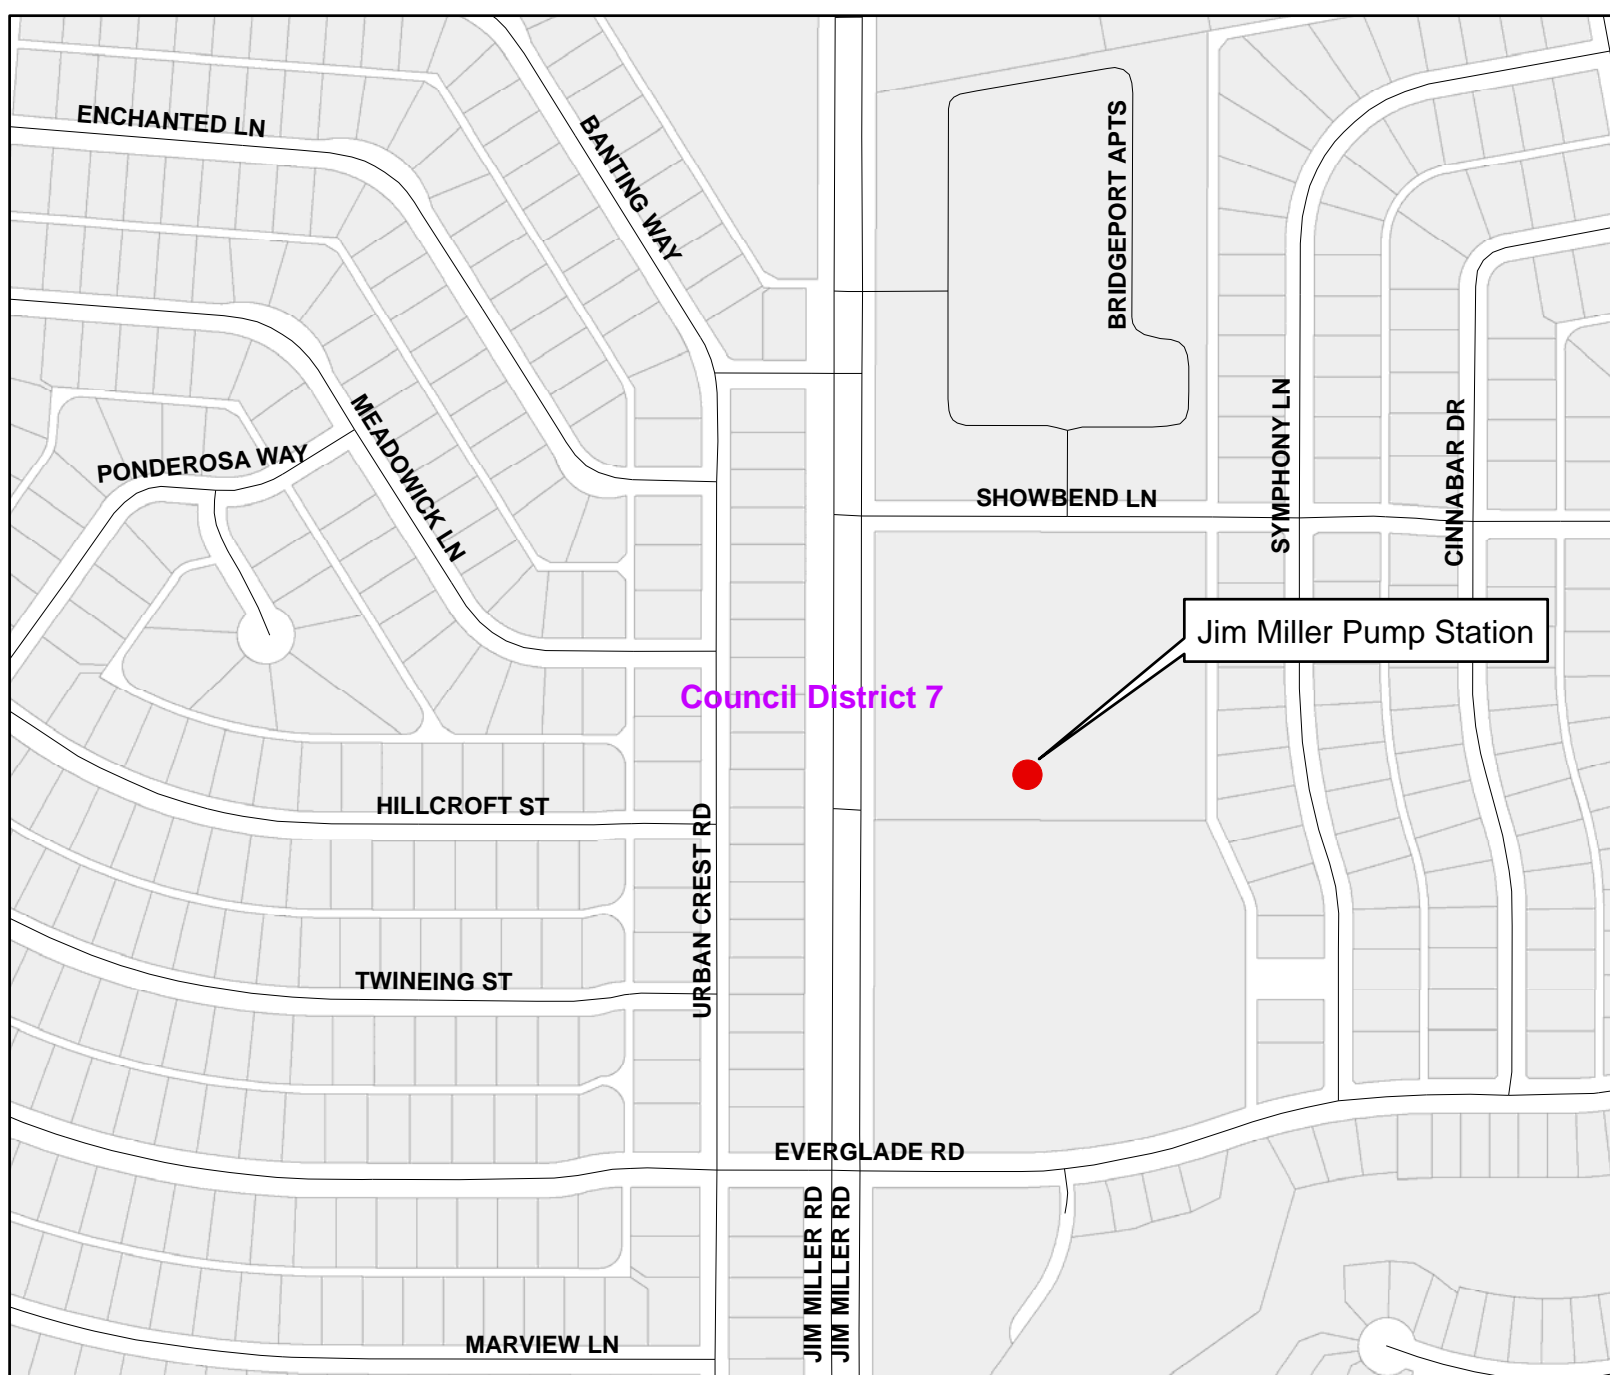 ENCHANTED LN
BANTING WAY
BRIDGEPORT APTS
MEADOWICK LN
PONDEROSA WAY
SYMPHONY LN
CINNABAR DR
SHOWBEND LN
Jim Miller Pump Station
Council District 7
HILLCROFT ST
URBAN CREST RD
TWINEING ST
EVERGLADE RD
JIM MILLER RD
JIM MILLER RD
MARVIEW LN